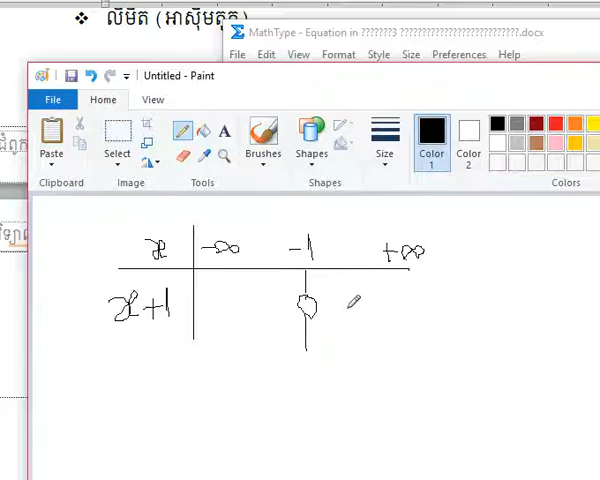 ❖ លីមីត (អាស៊ីមតូត)
MathType - Equation in ???????3 ???????????????????????????.docx
File Edit View Format Style Size Preferences Help
Untitled - Paint
File Home View
Paste Select Brushes Shapes Size Color 1 Color 2
Clipboard Image Tools Shapes Colors
x -∞ -1 +∞
x+1 0